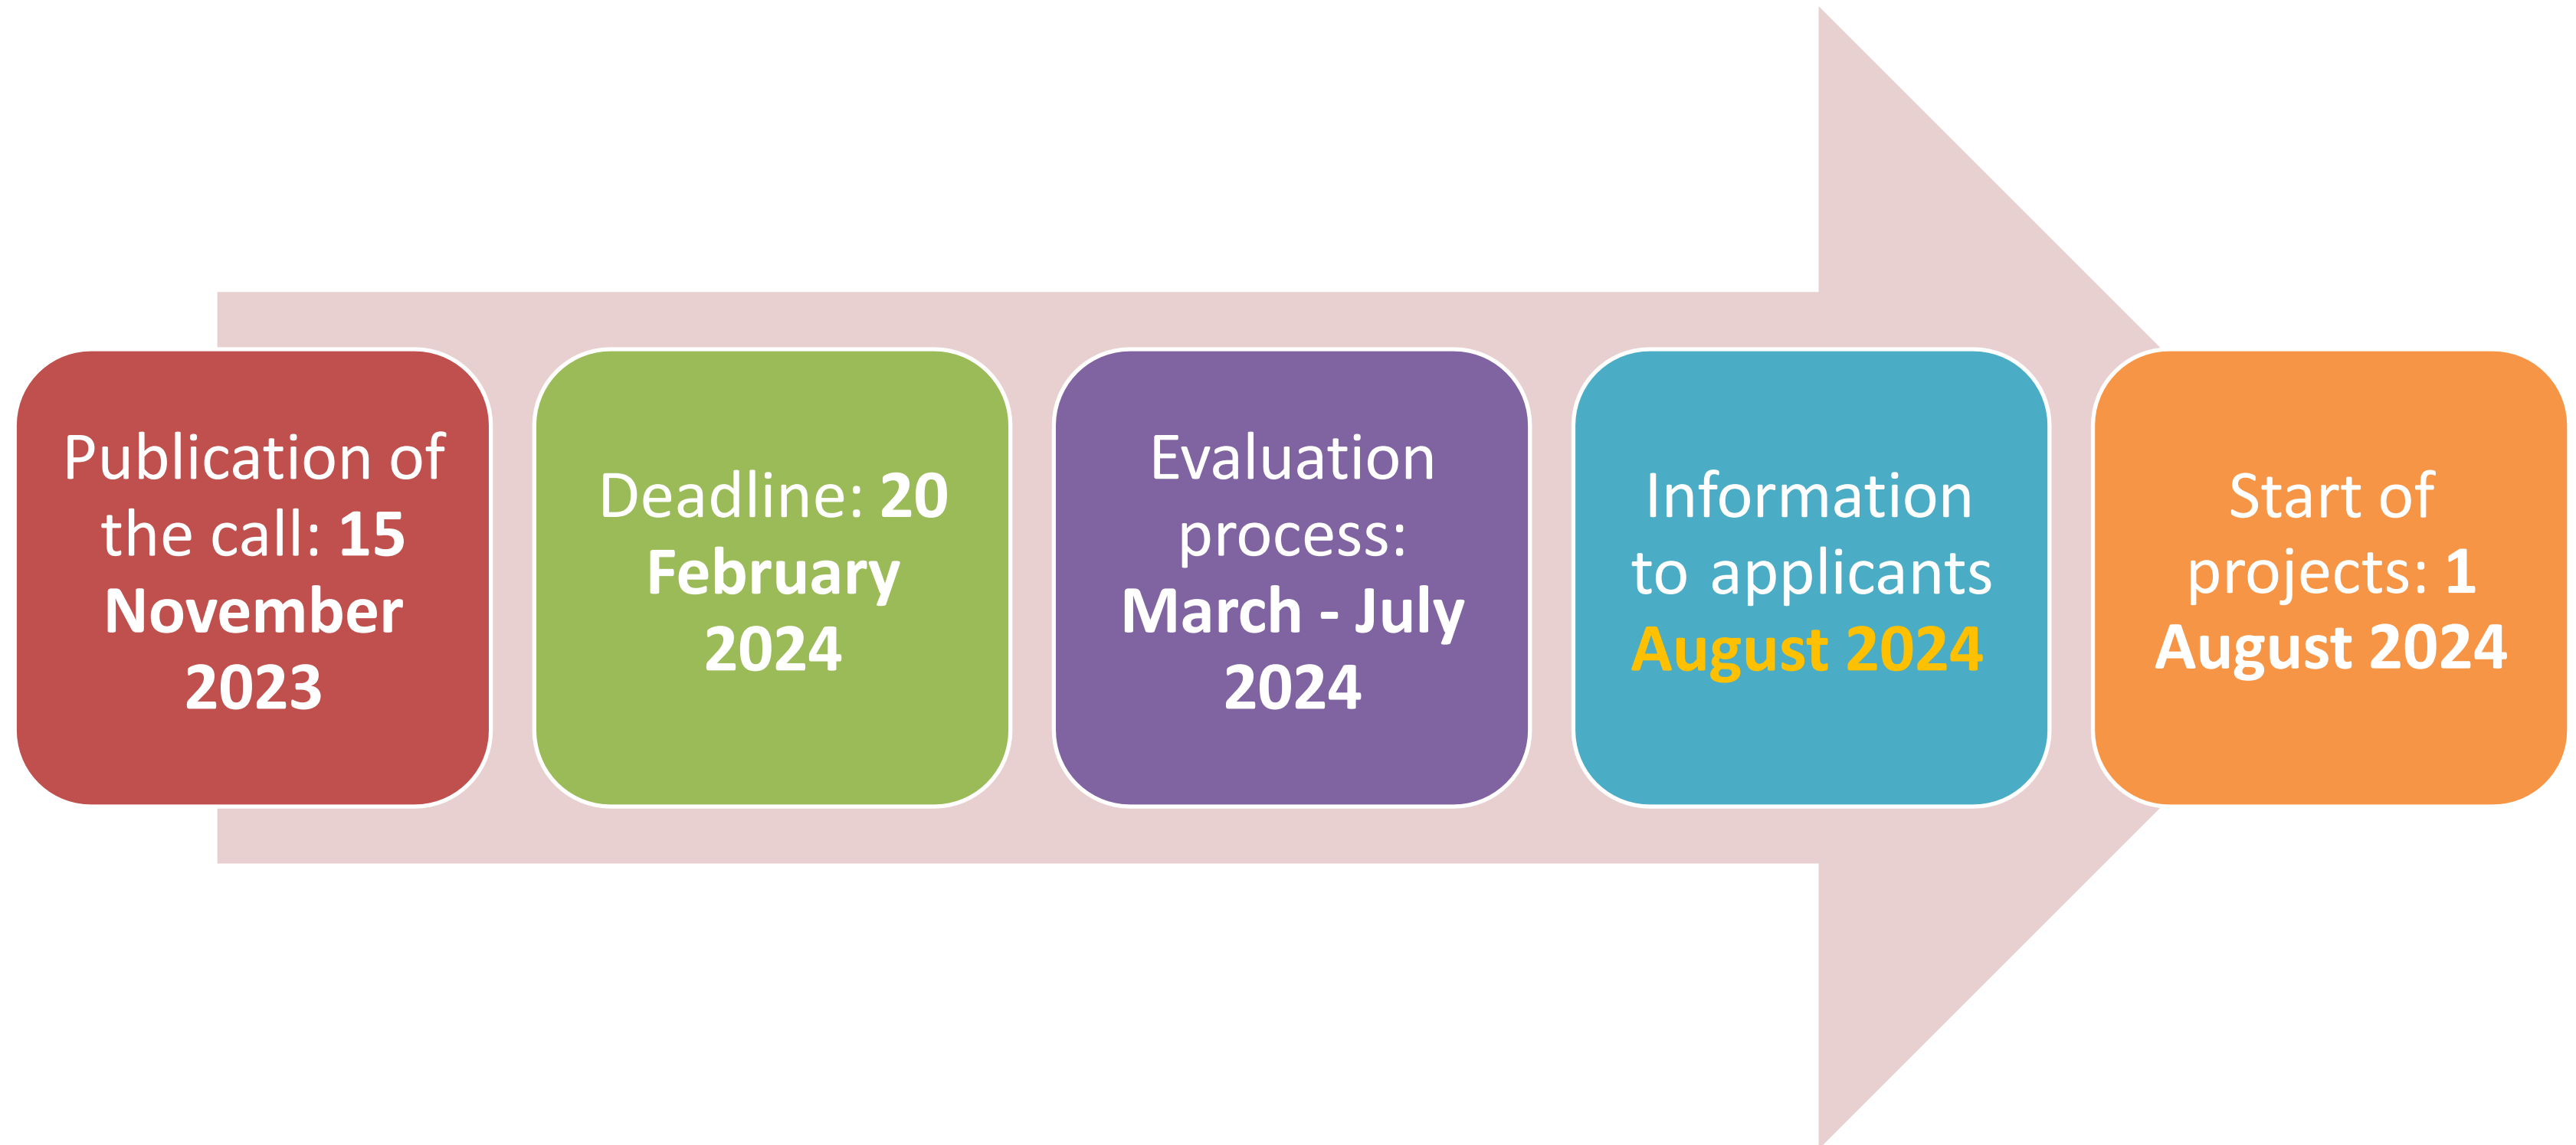 Publication of
the call: 15
November
2023
Deadline: 20
February
2024
Evaluation
process:
March - July
2024
Information
to applicants
August 2024
Start of
projects: 1
August 2024